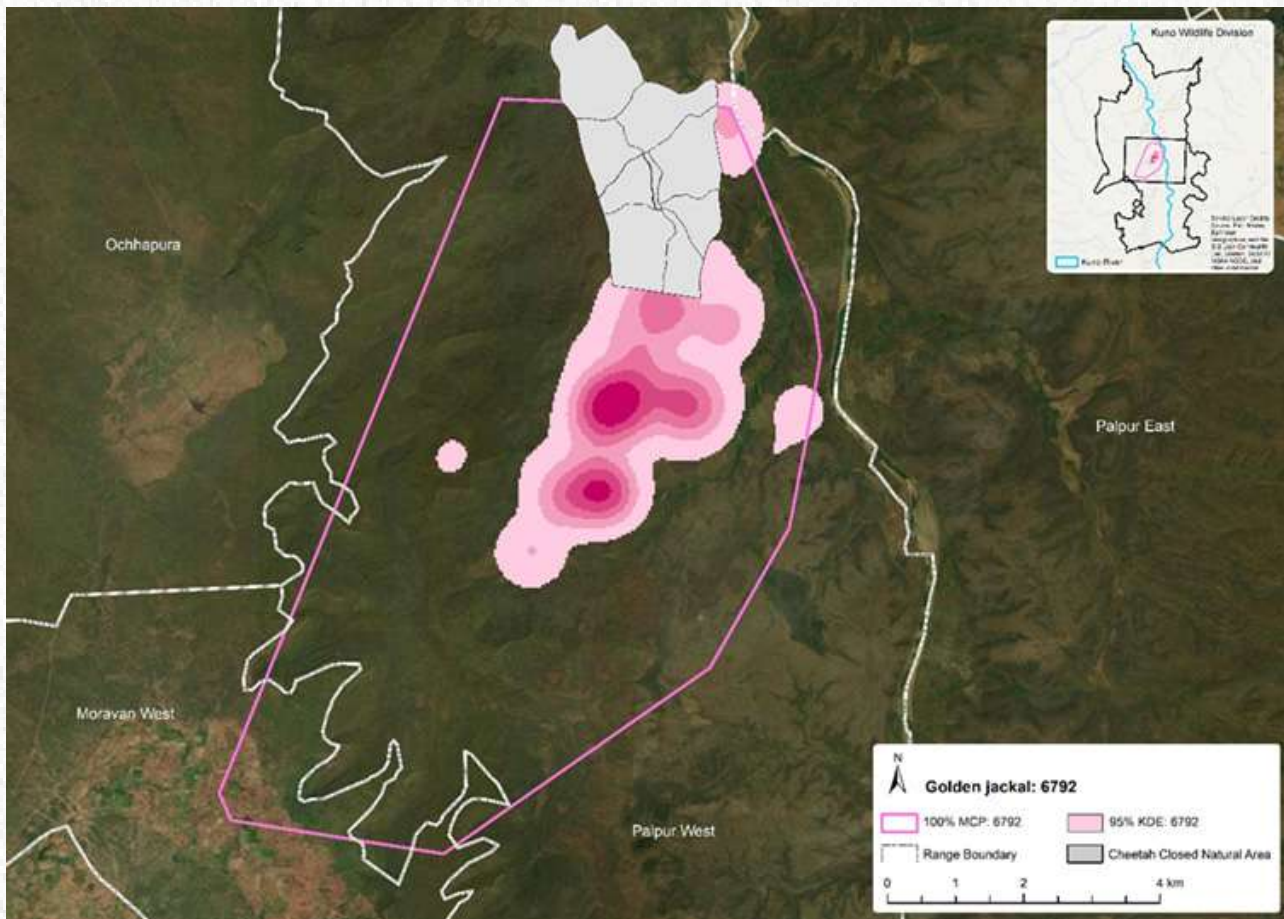 Kuno Wildlife Division
Kuno River
Ochhapura
Palpur East
Moravan West
Palpur West
N
Golden jackal: 6792
100% MCP: 6792
95% KDE: 6792
Range Boundary
Cheetah Closed Natural Area
0 1 2 4 km